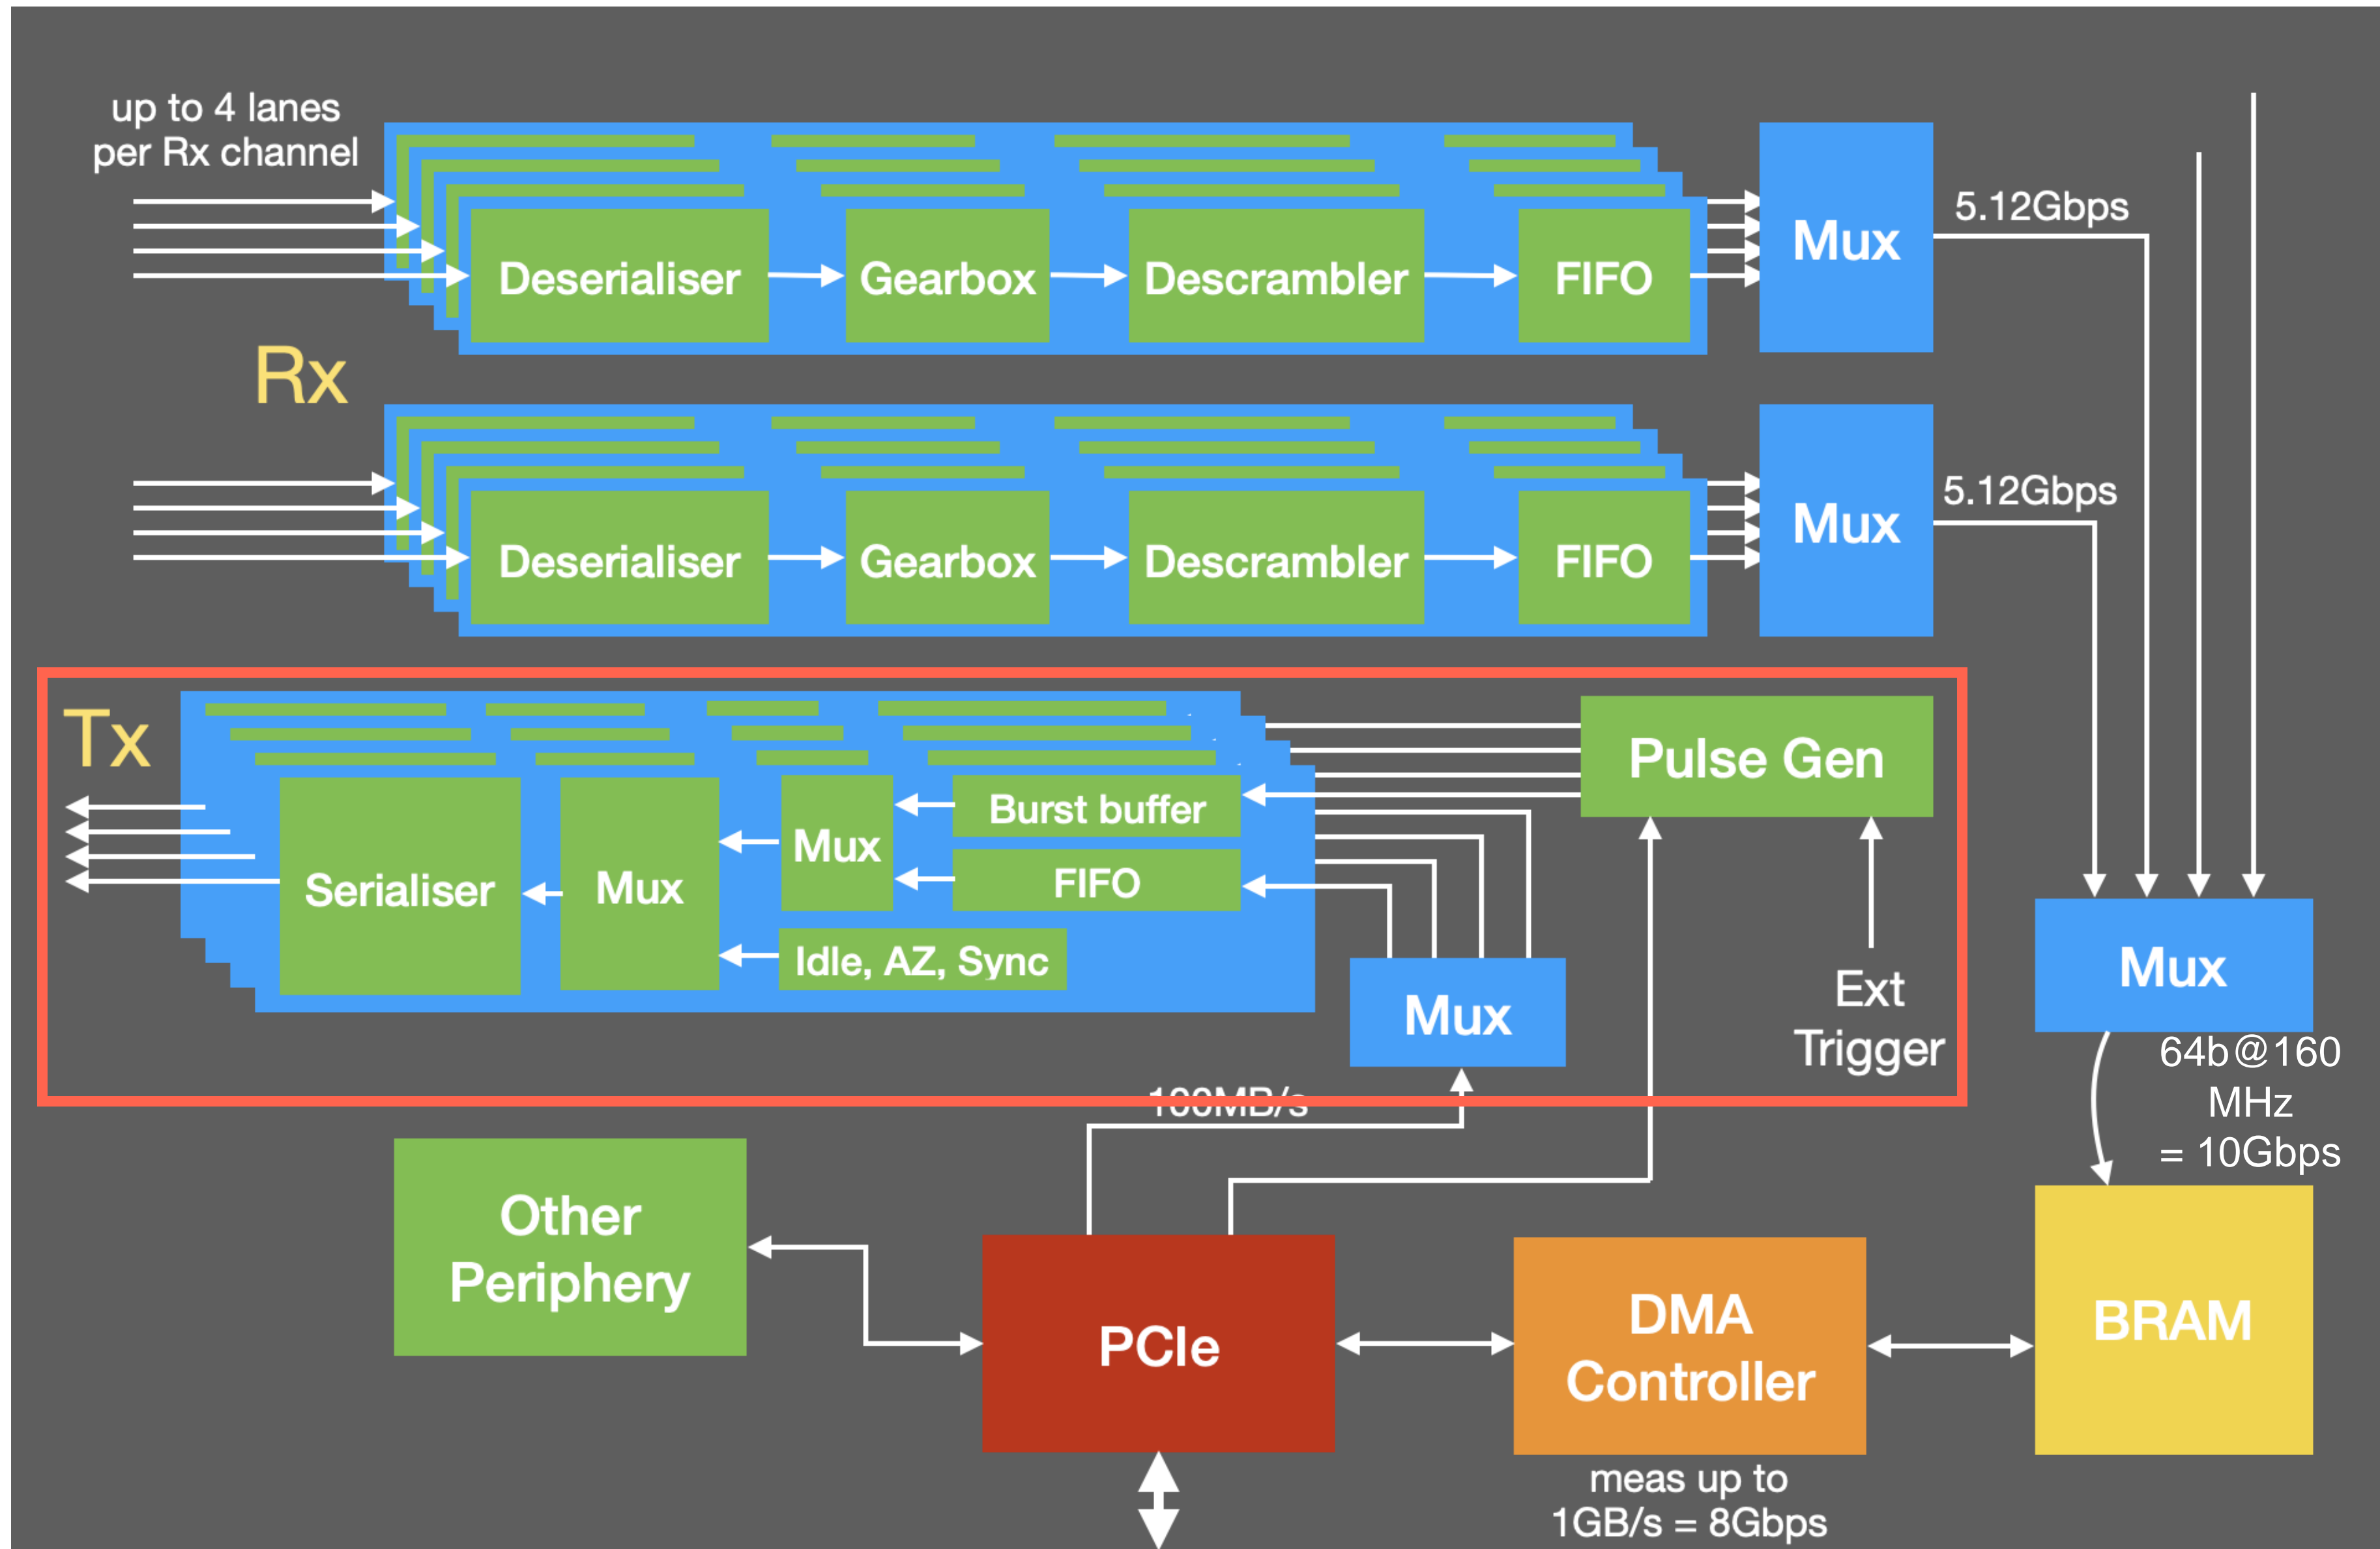 up to 4 lanes
per Rx channel
Deserialiser
Gearbox
Descrambler
FIFO
Mux
5.12Gbps
Rx
Deserialiser
Gearbox
Descrambler
FIFO
Mux
5.12Gbps
Tx
Serialiser
Mux
Mux
Burst buffer
FIFO
Idle, AZ, Sync
Pulse Gen
Mux
Ext
Trigger
Mux
64b@160
MHz
= 10Gbps
100MB/s
Other
Periphery
PCIe
DMA
Controller
BRAM
meas up to
1GB/s = 8Gbps